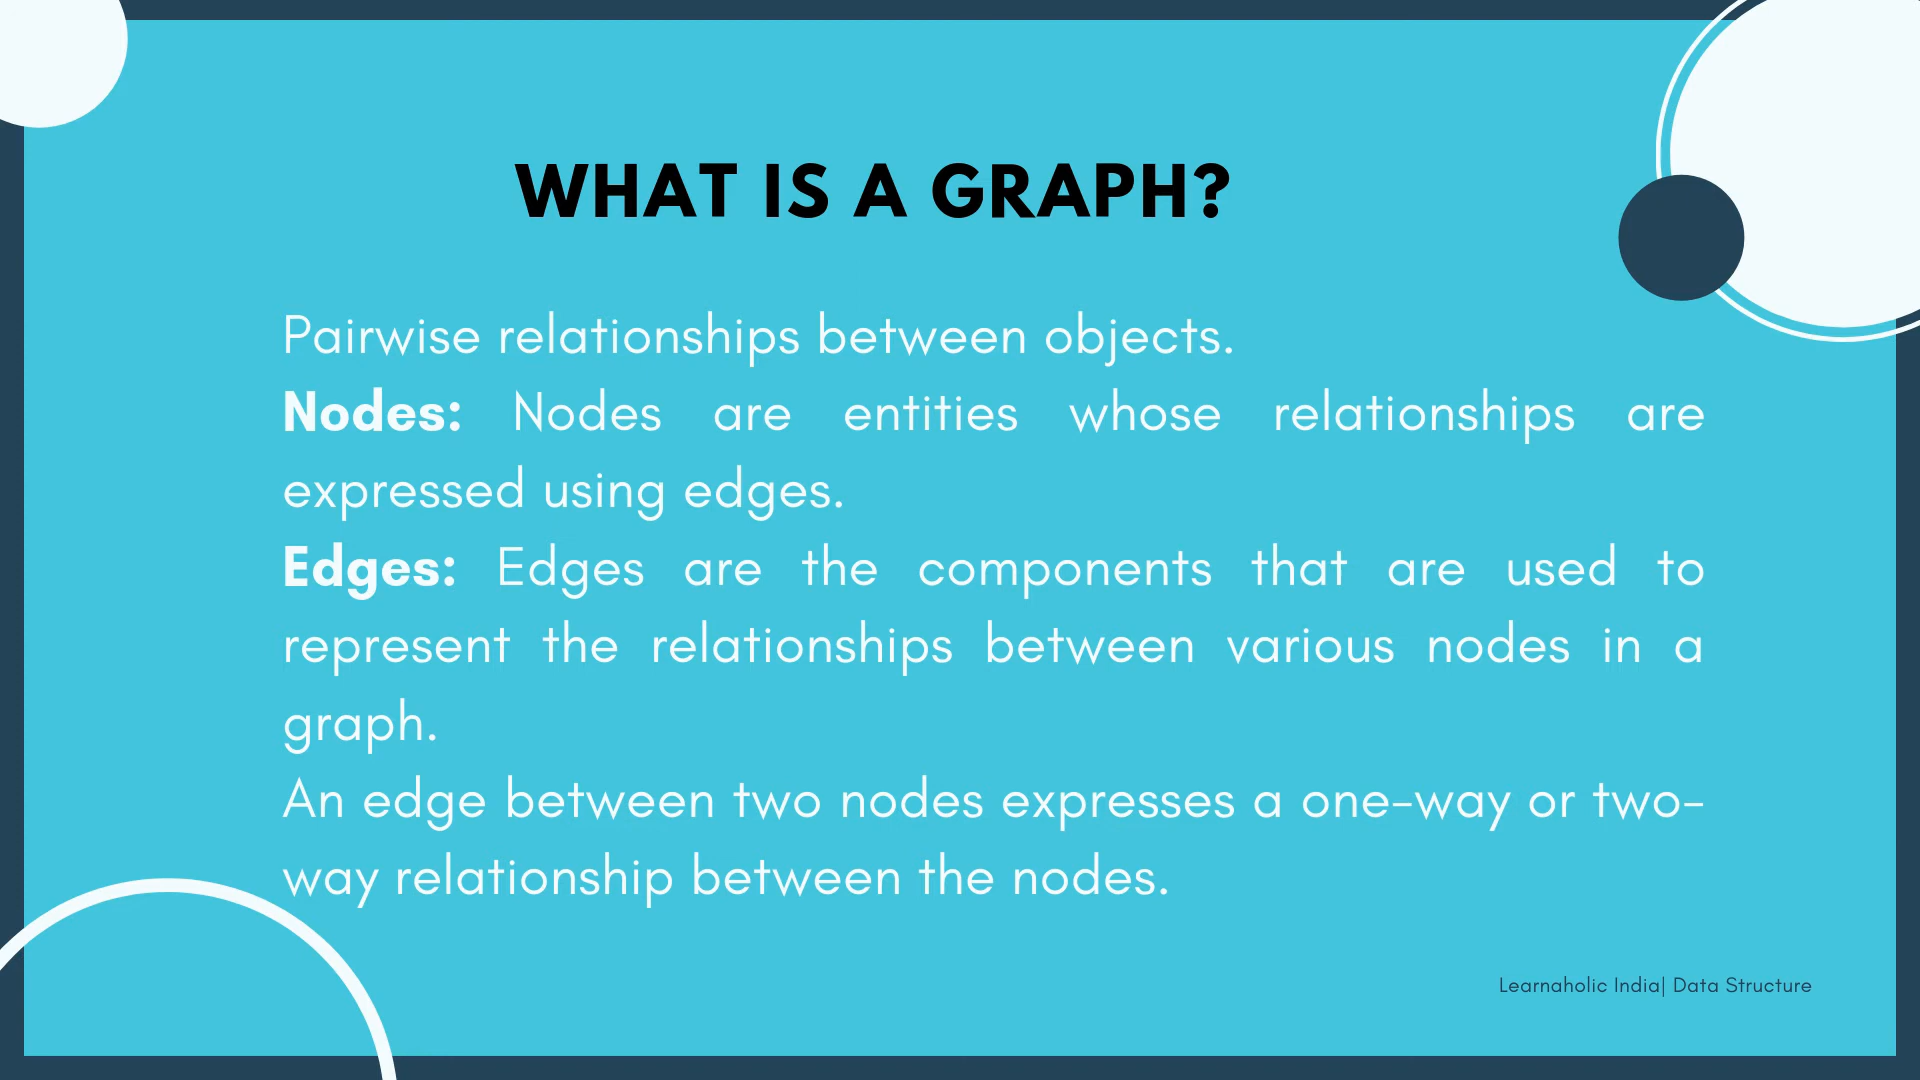 WHAT IS A GRAPH?
Pairwise relationships between objects.
Nodes: Nodes are entities whose relationships are
expressed using edges.
Edges: Edges are the components that are used to
represent the relationships between various nodes in a
graph.
An edge between two nodes expresses a one-way or two-
way relationship between the nodes.
Learnaholic India| Data Structure